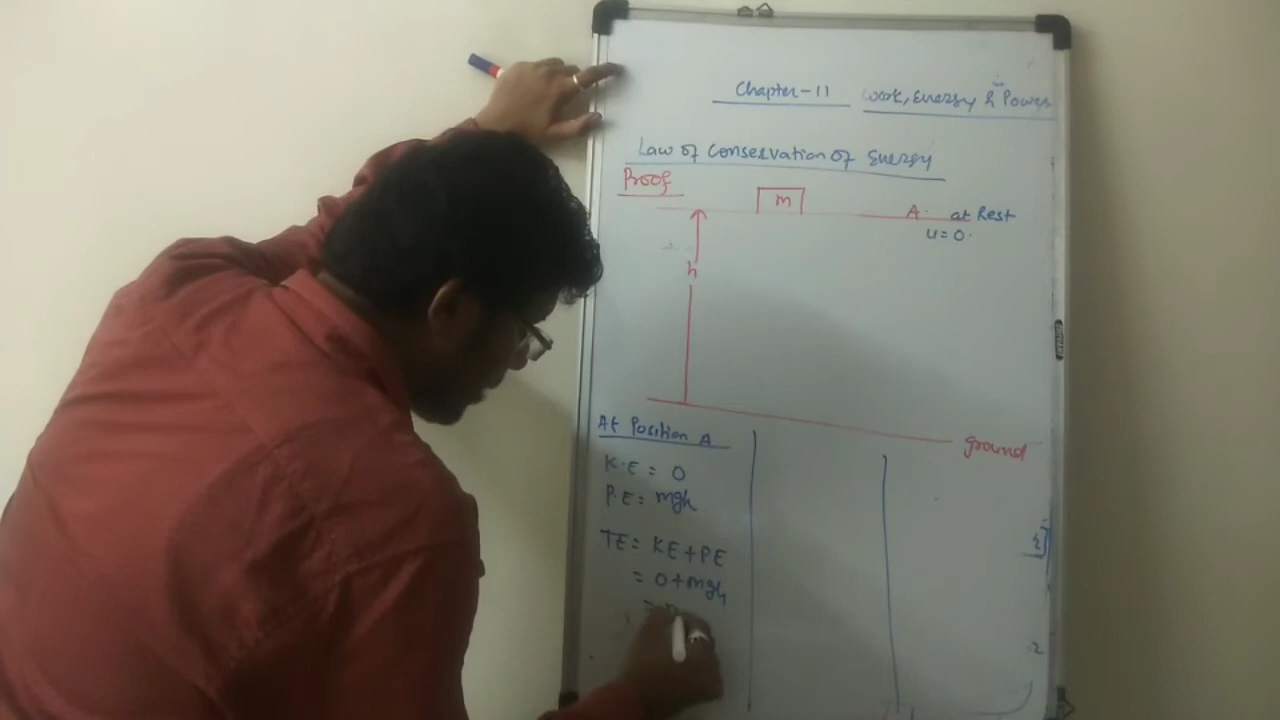 Chapter-11 Work, Energy & Power
Law of Conservation of Energy
Proof
m
A. at Rest
u=0.
h
ground
At Position A
K.E = 0
P.E = mgh
TE = KE+PE
= 0+mgh
=